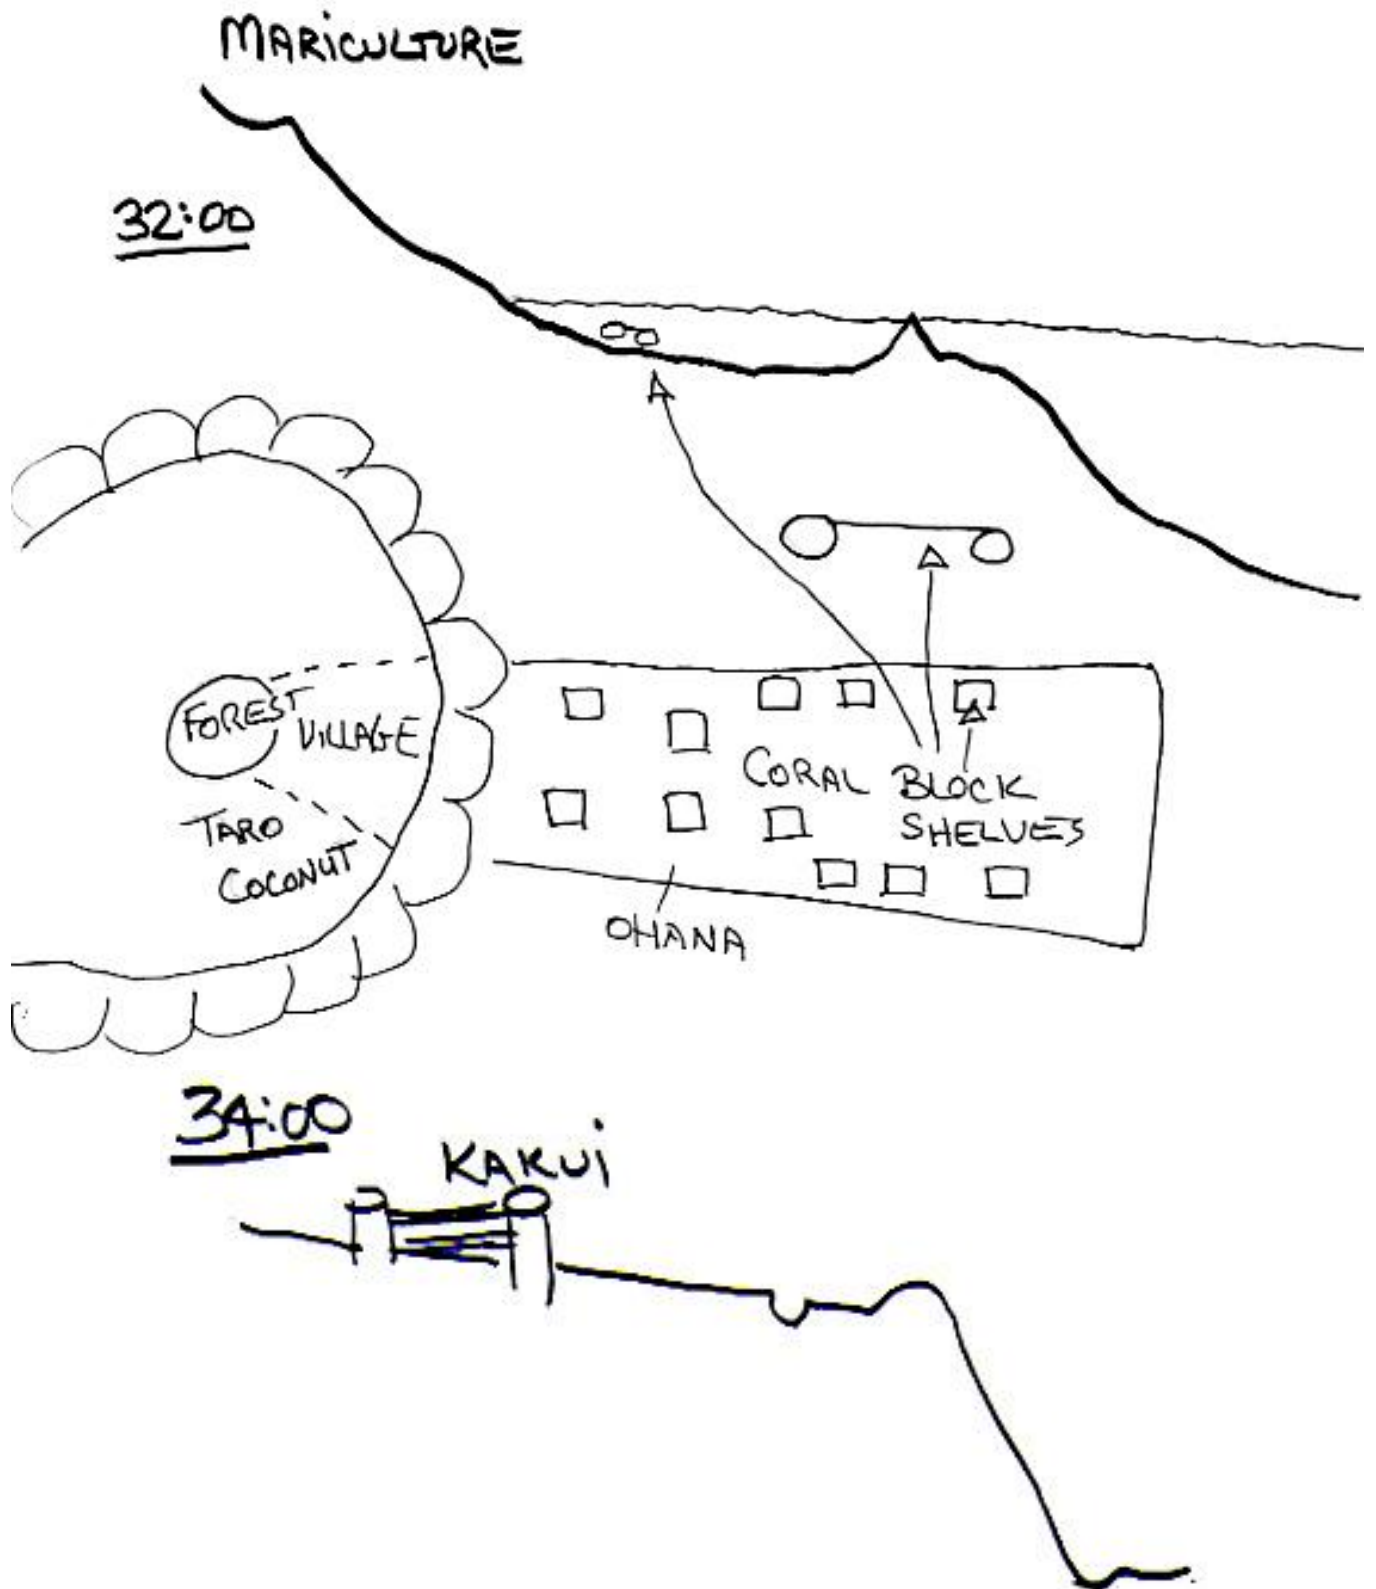 MARICULTURE
32:00
FOREST
VILLAGE
TARO
COCONUT
CORAL BLOCK
SHELVES
OHANA
34:00
KAKUI